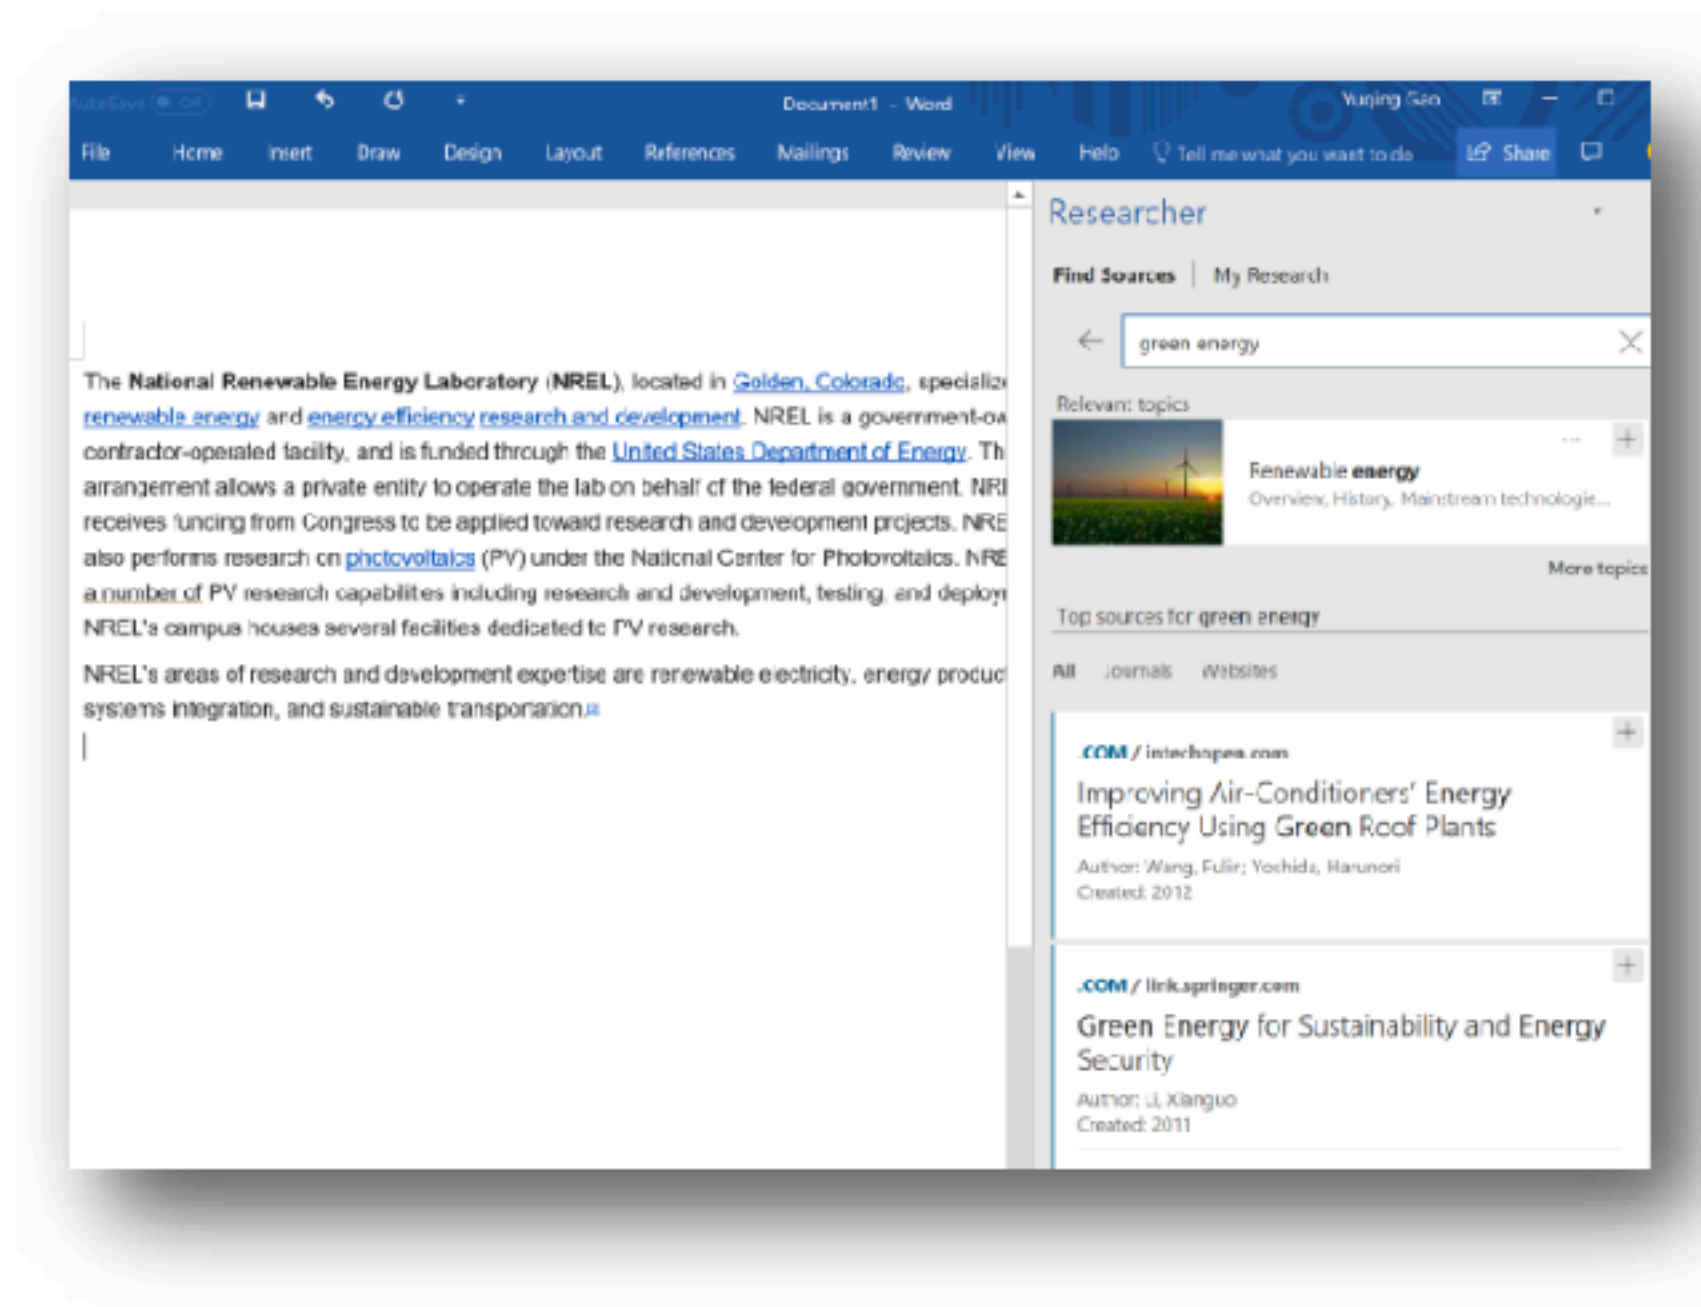 AutoSave Off
Document1 - Word
Yuqing Gao
File Home Insert Draw Design Layout References Mailings Review View Help Tell me what you want to do Share
The National Renewable Energy Laboratory (NREL), located in Golden, Colorado, specialize
renewable energy and energy efficiency research and development. NREL is a government-ow
contractor-operated facility, and is funded through the United States Department of Energy. Th
arrangement allows a private entity to operate the lab on behalf of the federal government. NRE
receives funding from Congress to be applied toward research and development projects. NRE
also performs research on photovoltaics (PV) under the National Center for Photovoltaics. NRE
a number of PV research capabilities including research and development, testing, and deploy
NREL's campus houses several facilities dedicated to PV research.
NREL's areas of research and development expertise are renewable electricity, energy product
systems integration, and sustainable transportation.
Researcher
Find Sources | My Research
green energy
Relevant topics
Renewable energy
Overview, History, Mainstream technologie...
More topics
Top sources for green energy
All Journals Websites
.COM / intechopen.com
Improving Air-Conditioners' Energy
Efficiency Using Green Roof Plants
Author: Wang, Fulin; Yoshida, Harunori
Created: 2012
.COM / link.springer.com
Green Energy for Sustainability and Energy
Security
Author: Li, Xianguo
Created: 2011